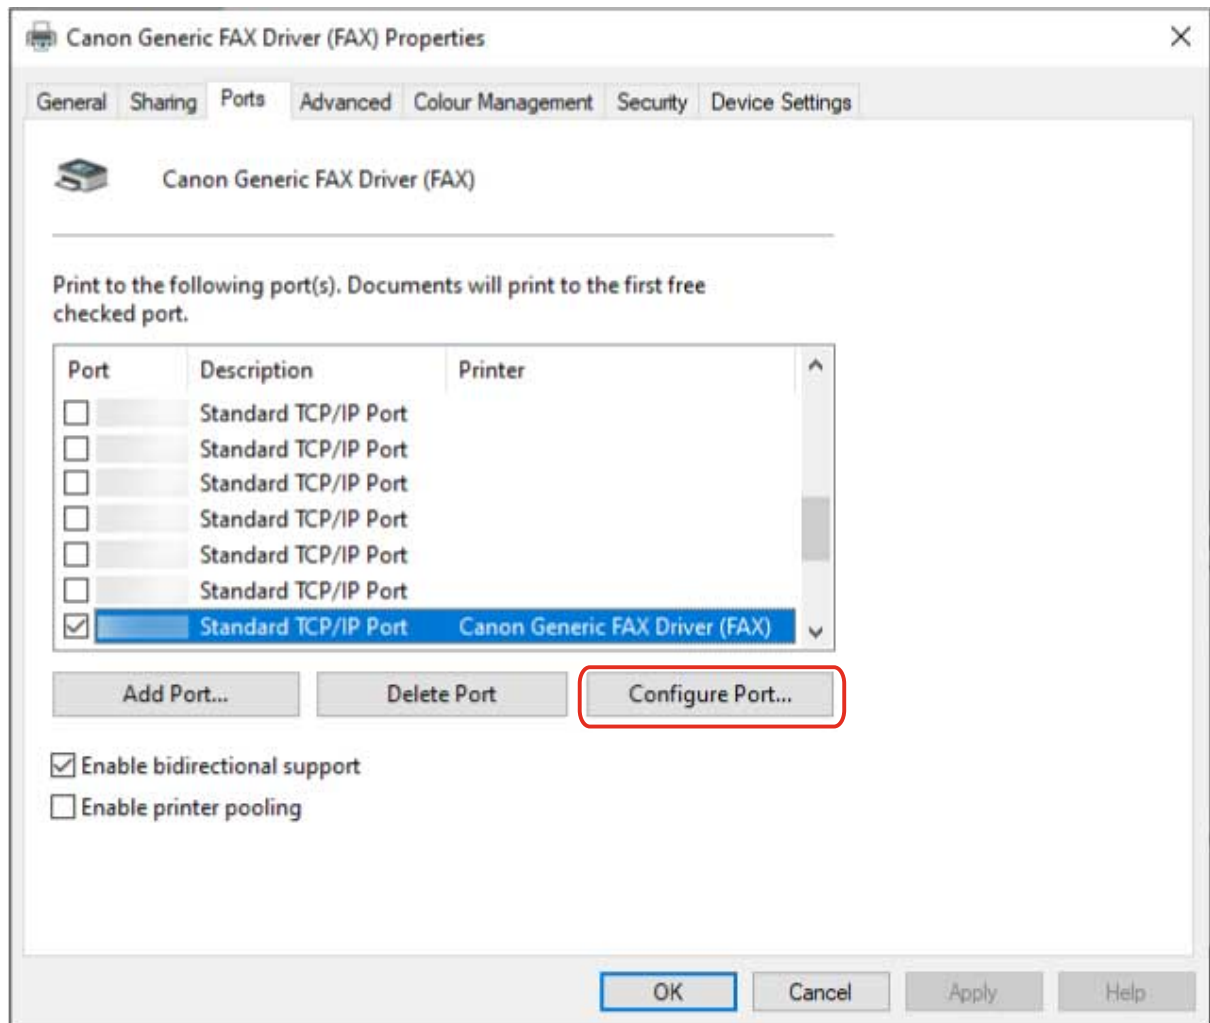 Canon Generic FAX Driver (FAX) Properties
General Sharing Ports Advanced Colour Management Security Device Settings
Canon Generic FAX Driver (FAX)
Print to the following port(s). Documents will print to the first free
checked port.
Port Description Printer
Standard TCP/IP Port
Standard TCP/IP Port
Standard TCP/IP Port
Standard TCP/IP Port
Standard TCP/IP Port
Standard TCP/IP Port
Standard TCP/IP Port Canon Generic FAX Driver (FAX)
Add Port... Delete Port Configure Port...
Enable bidirectional support
Enable printer pooling
OK Cancel Apply Help